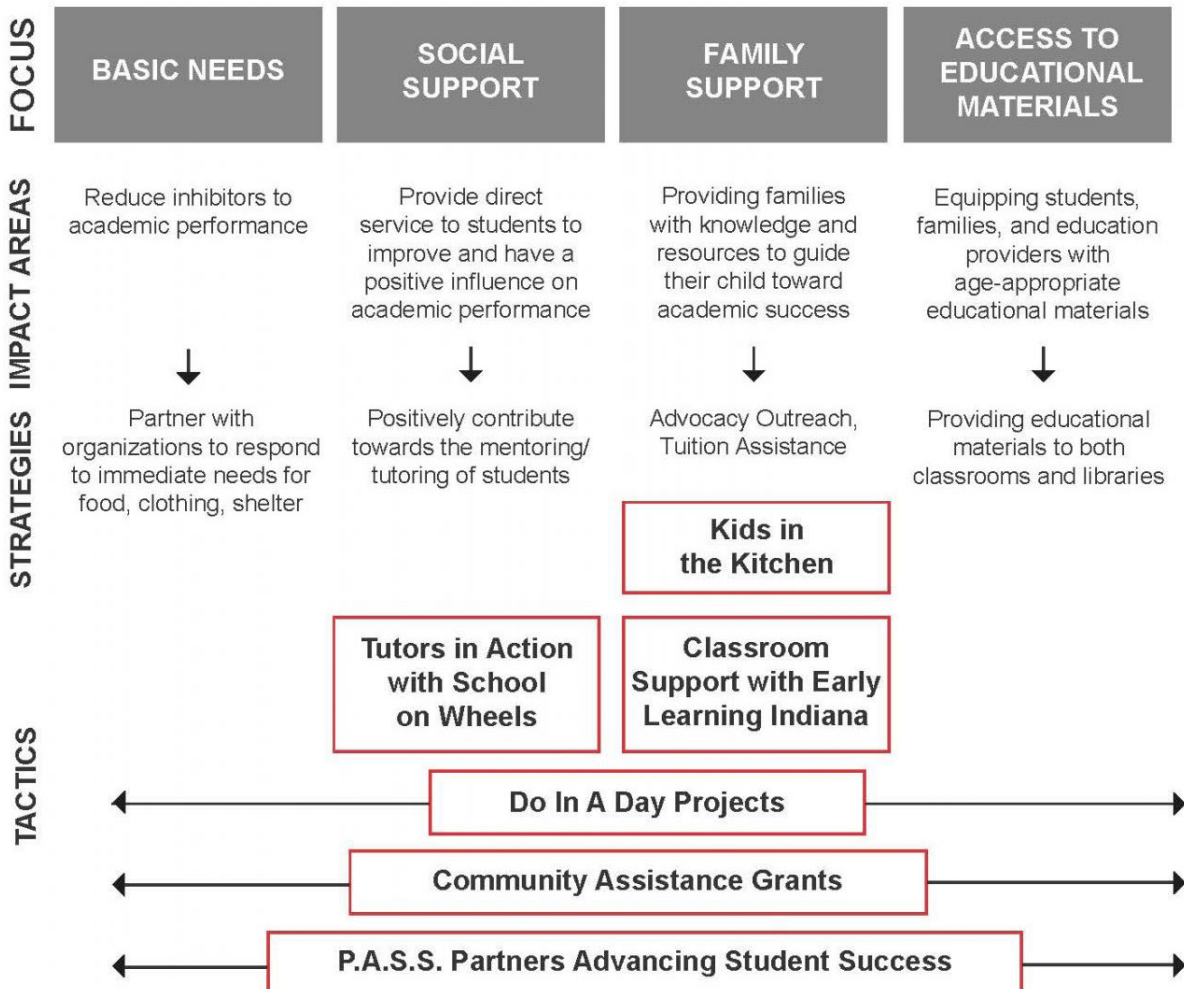 FOCUS
BASIC NEEDS
SOCIAL
SUPPORT
FAMILY
SUPPORT
ACCESS TO
EDUCATIONAL
MATERIALS
IMPACT AREAS
Reduce inhibitors to
academic performance
Provide direct
service to students to
improve and have a
positive influence on
academic performance
Providing families
with knowledge and
resources to guide
their child toward
academic success
Equipping students,
families, and education
providers with
age-appropriate
educational materials
STRATEGIES
Partner with
organizations to respond
to immediate needs for
food, clothing, shelter
Positively contribute
towards the mentoring/
tutoring of students
Advocacy Outreach,
Tuition Assistance
Providing educational
materials to both
classrooms and libraries
Kids in
the Kitchen
TACTICS
Tutors in Action
with School
on Wheels
Classroom
Support with Early
Learning Indiana
Do In A Day Projects
Community Assistance Grants
P.A.S.S. Partners Advancing Student Success